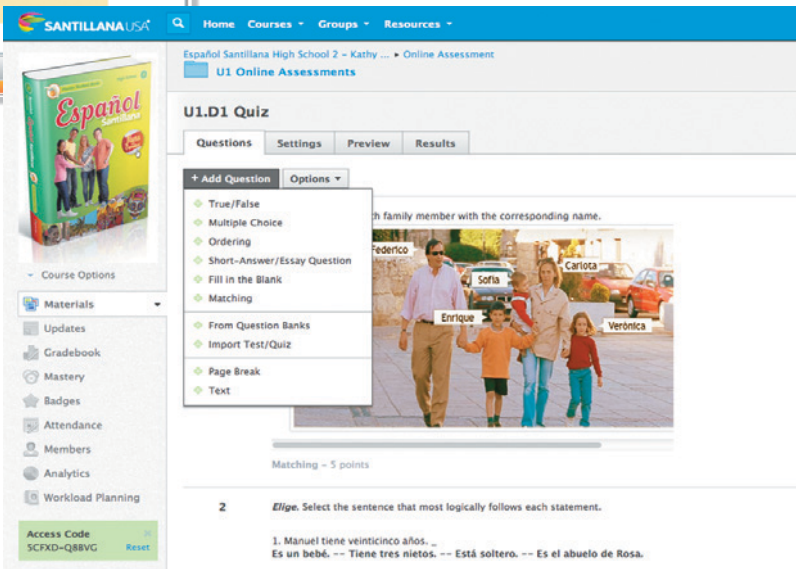 SANTILLANA USA Home Courses Groups Resources
Español Santillana High School 2 – Kathy ... ▸ Online Assessment
U1 Online Assessments
Español
Santillana
U1.D1 Quiz
Questions Settings Preview Results
+ Add Question Options
True/False
Multiple Choice
Ordering
Short-Answer/Essay Question
Fill in the Blank
Matching
From Question Banks
Import Test/Quiz
Page Break
Text
family member with the corresponding name.
Federico
Sofía
Carlota
Enrique
Verónica
Matching – 5 points
Course Options
Materials
Updates
Gradebook
Mastery
Badges
Attendance
Members
Analytics
Workload Planning
Access Code
5CFXD-Q8BVG Reset
2 Elige. Select the sentence that most logically follows each statement.
1. Manuel tiene veinticinco años. _
Es un bebé. -- Tiene tres nietos. -- Está soltero. -- Es el abuelo de Rosa.